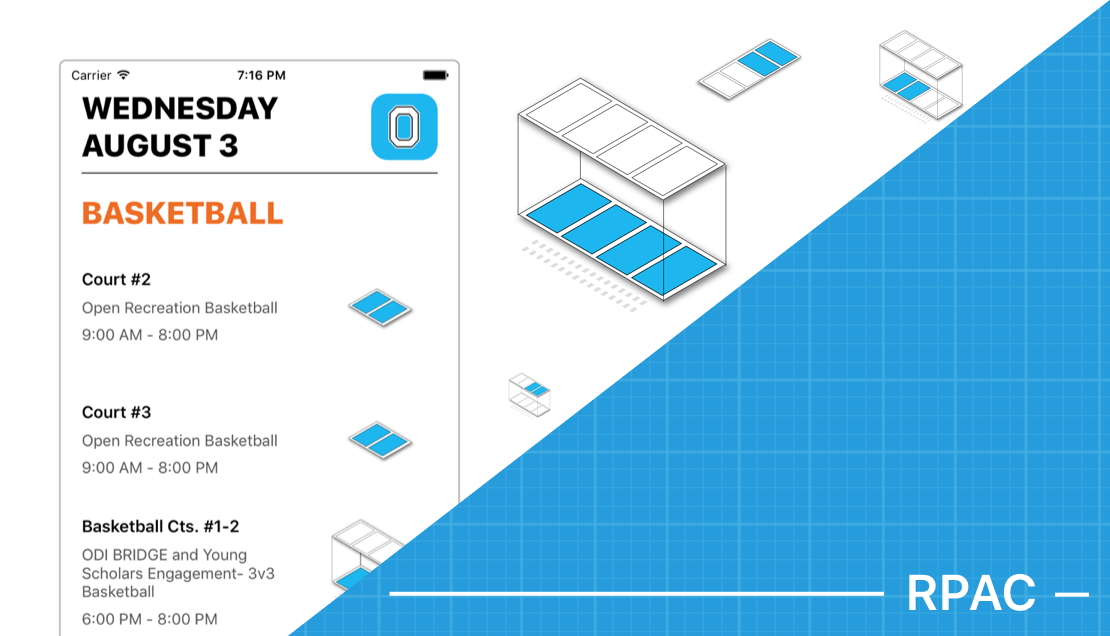 Carrier 7:16 PM
WEDNESDAY
AUGUST 3
O
BASKETBALL
Court #2
Open Recreation Basketball
9:00 AM - 8:00 PM
Court #3
Open Recreation Basketball
9:00 AM - 8:00 PM
Basketball Cts. #1-2
ODI BRIDGE and Young
Scholars Engagement- 3v3
Basketball
6:00 PM - 8:00 PM
RPAC